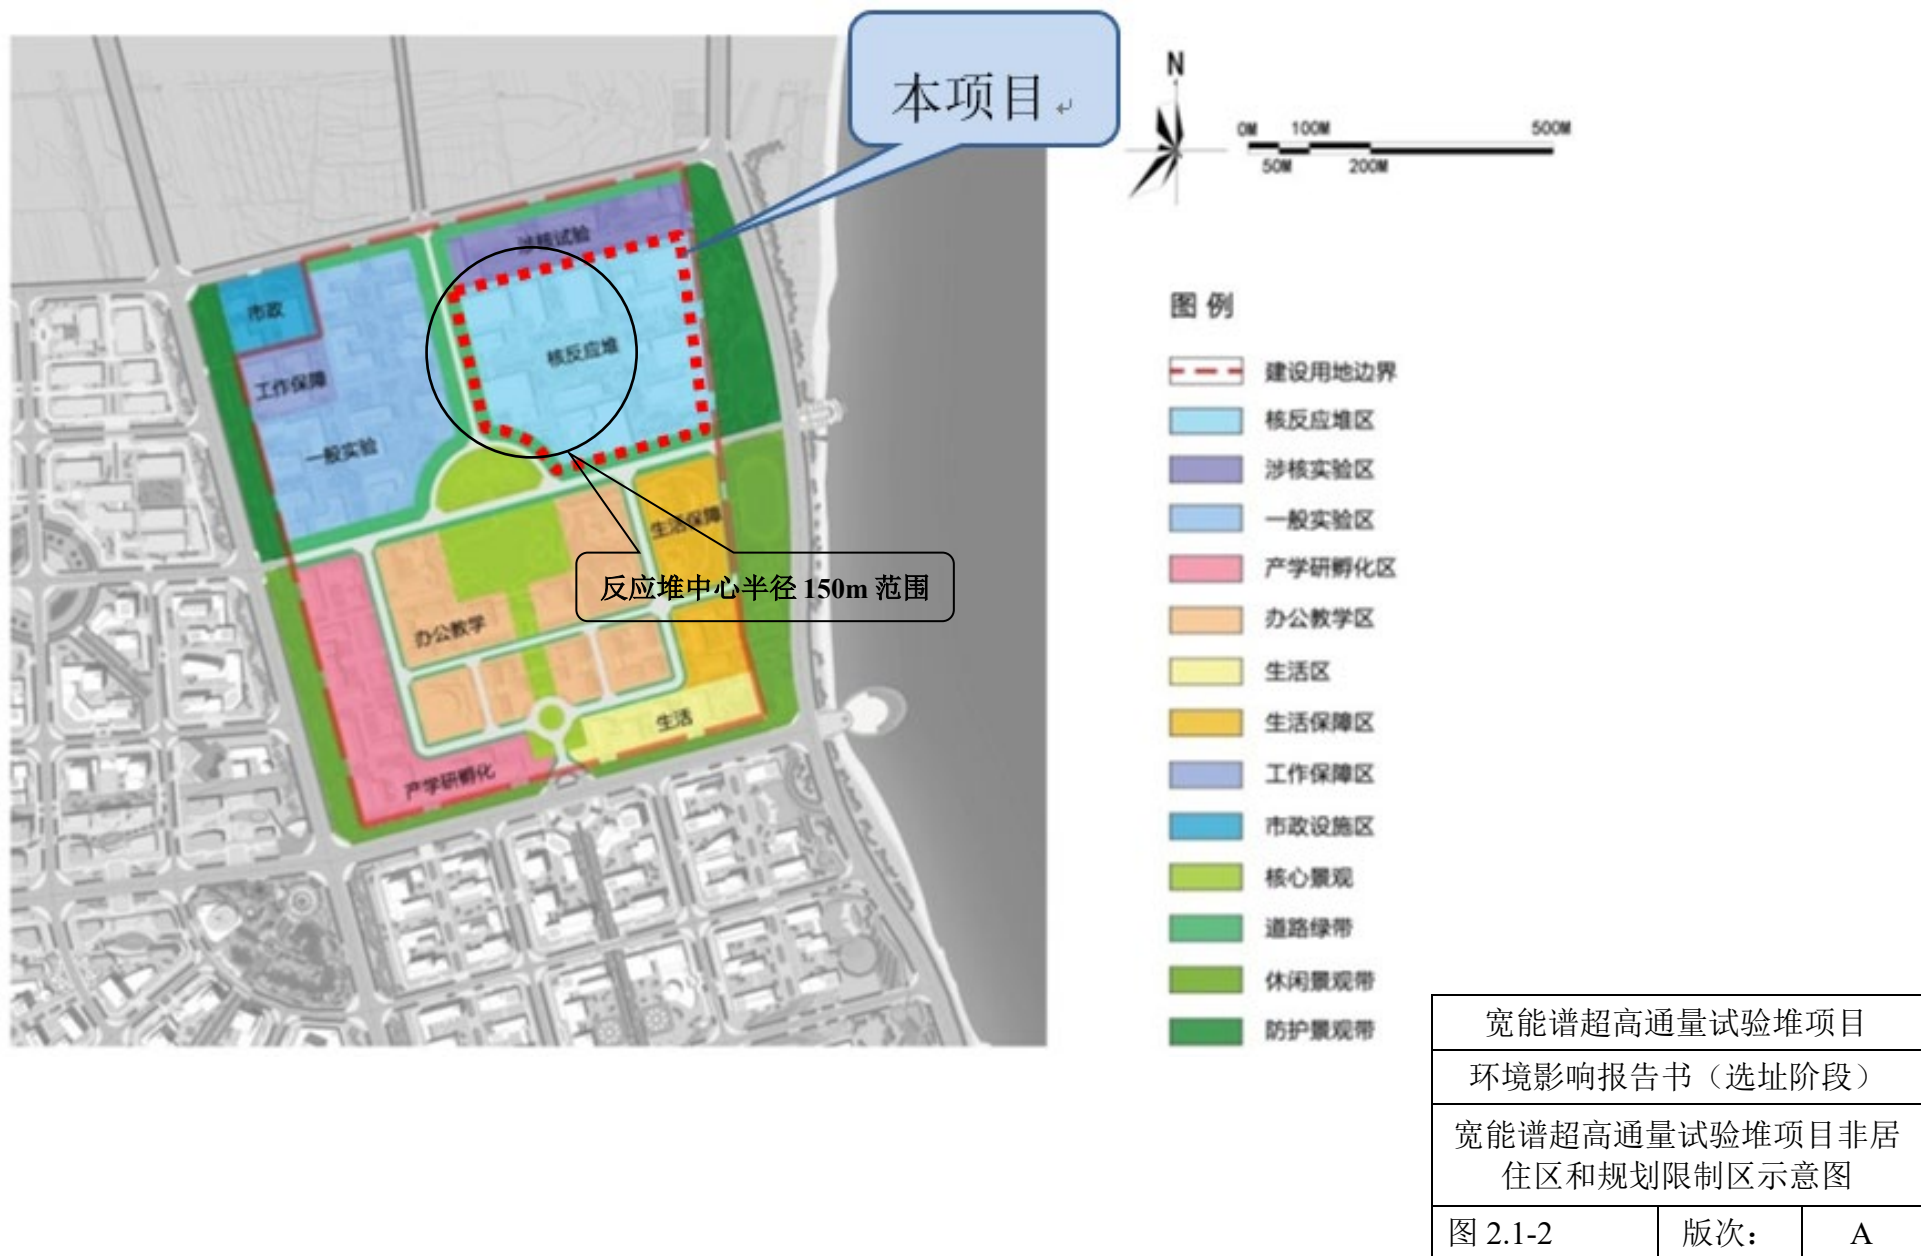 本项目
N
0M 100M 500M
50M 200M
涉核试验
市政
核反应堆
工作保障
一般实验
生活保障
反应堆中心半径 150m 范围
办公教学
生活
产学研孵化
图 例
建设用地边界
核反应堆区
涉核实验区
一般实验区
产学研孵化区
办公教学区
生活区
生活保障区
工作保障区
市政设施区
核心景观
道路绿带
休闲景观带
防护景观带
宽能谱超高通量试验堆项目
环境影响报告书（选址阶段）
宽能谱超高通量试验堆项目非居
住区和规划限制区示意图
图 2.1-2 版次： A